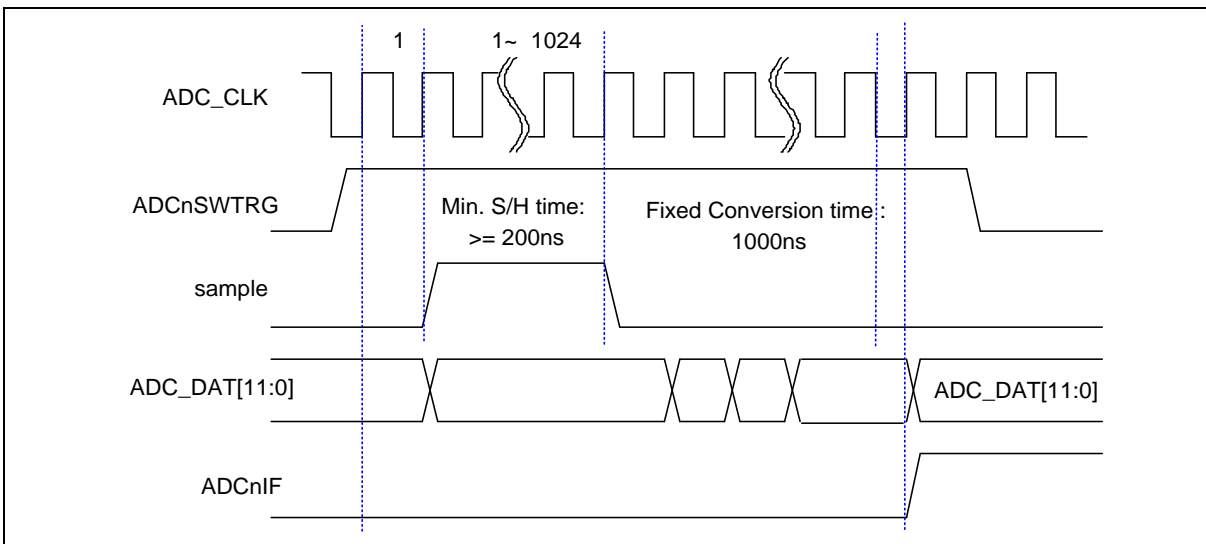 1
1~ 1024
ADC_CLK
ADCnSWTRG
Min. S/H time:
>= 200ns
Fixed Conversion time :
1000ns
sample
ADC_DAT[11:0]
ADC_DAT[11:0]
ADCnIF